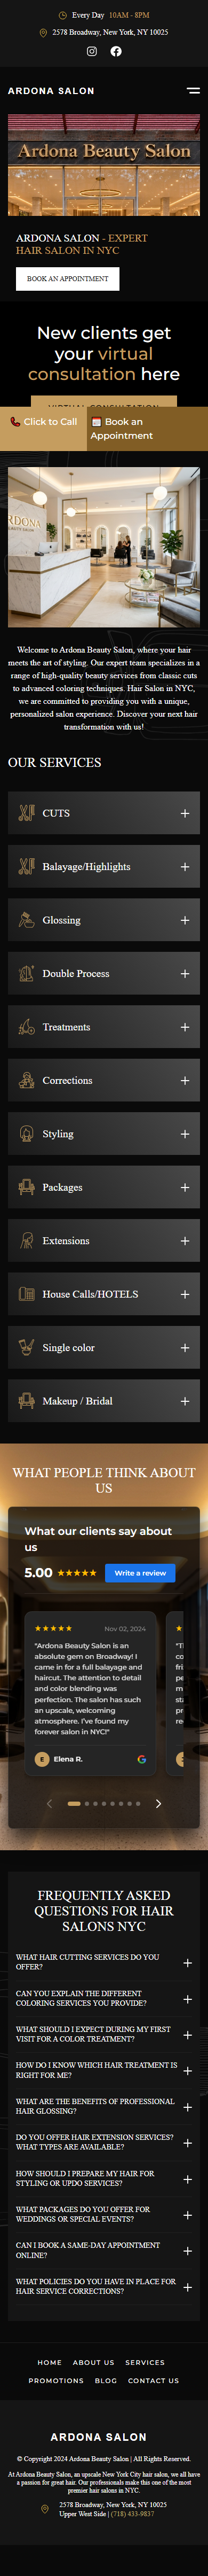 Every Day 10AM - 8PM
2578 Broadway, New York, NY 10025
ARDONA SALON
Ardona Beauty Salon
ARDONA SALON - EXPERT
HAIR SALON IN NYC
BOOK AN APPOINTMENT
New clients get
your virtual
consultation here
Click to Call
Book an
Appointment
Welcome to Ardona Beauty Salon, where your hair
meets the art of styling. Our expert team specializes in a
range of high-quality beauty services from classic cuts
to advanced coloring techniques. Hair Salon in NYC,
we are committed to providing you with a unique,
personalized salon experience. Discover your next hair
transformation with us!
OUR SERVICES
CUTS
Balayage/Highlights
Glossing
Double Process
Treatments
Corrections
Styling
Packages
Extensions
House Calls/HOTELS
Single color
Makeup / Bridal
WHAT PEOPLE THINK ABOUT
US
What our clients say about
us
5.00 ★★★★★ Write a review
★★★★★ Nov 02, 2024
"Ardona Beauty Salon is an
absolute gem on Broadway! I
came in for a full balayage and
haircut. The attention to detail
and color blending was
perfection. The salon has such
an upscale, welcoming
atmosphere. I've found my
forever salon in NYC!"
E Elena R.
FREQUENTLY ASKED
QUESTIONS FOR HAIR
SALONS NYC
WHAT HAIR CUTTING SERVICES DO YOU
OFFER?
CAN YOU EXPLAIN THE DIFFERENT
COLORING SERVICES YOU PROVIDE?
WHAT SHOULD I EXPECT DURING MY FIRST
VISIT FOR A COLOR TREATMENT?
HOW DO I KNOW WHICH HAIR TREATMENT IS
RIGHT FOR ME?
WHAT ARE THE BENEFITS OF PROFESSIONAL
HAIR GLOSSING?
DO YOU OFFER HAIR EXTENSION SERVICES?
WHAT TYPES ARE AVAILABLE?
HOW SHOULD I PREPARE MY HAIR FOR
STYLING OR UPDO SERVICES?
WHAT PACKAGES DO YOU OFFER FOR
WEDDINGS OR SPECIAL EVENTS?
CAN I BOOK A SAME-DAY APPOINTMENT
ONLINE?
WHAT POLICIES DO YOU HAVE IN PLACE FOR
HAIR SERVICE CORRECTIONS?
HOME ABOUT US SERVICES
PROMOTIONS BLOG CONTACT US
ARDONA SALON
© Copyright 2024 Ardona Beauty Salon | All Rights Reserved.
At Ardona Beauty Salon, an upscale New York City hair salon, we all have
a passion for great hair. Our professionals make this one of the most
premier hair salons in NYC.
2578 Broadway, New York, NY 10025
Upper West Side | (718) 433-9837